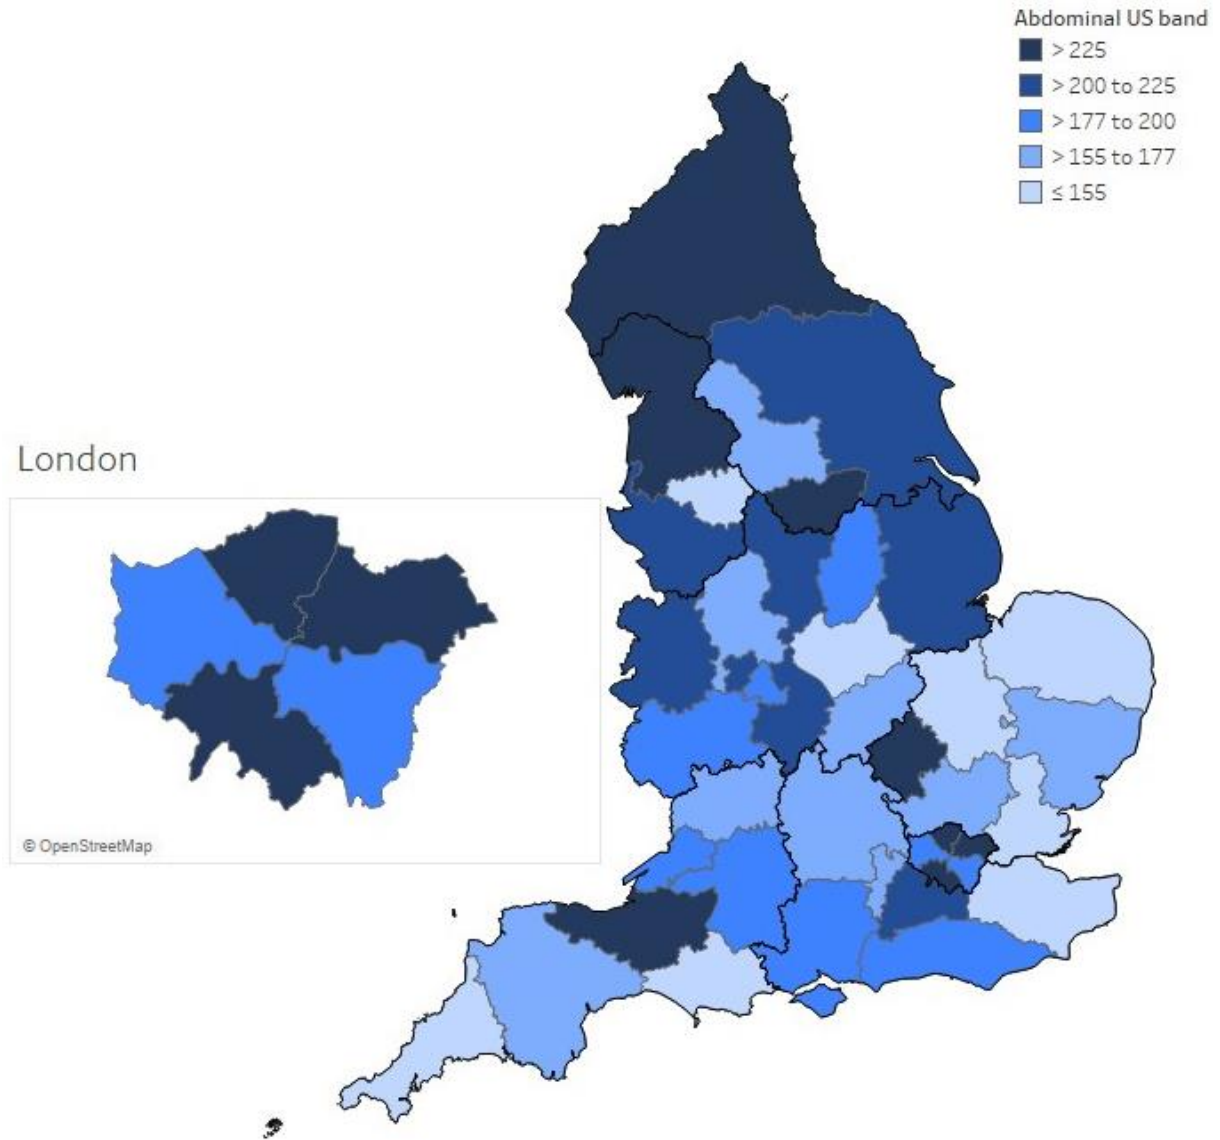 Abdominal US band
> 225
> 200 to 225
> 177 to 200
> 155 to 177
≤ 155
London
© OpenStreetMap